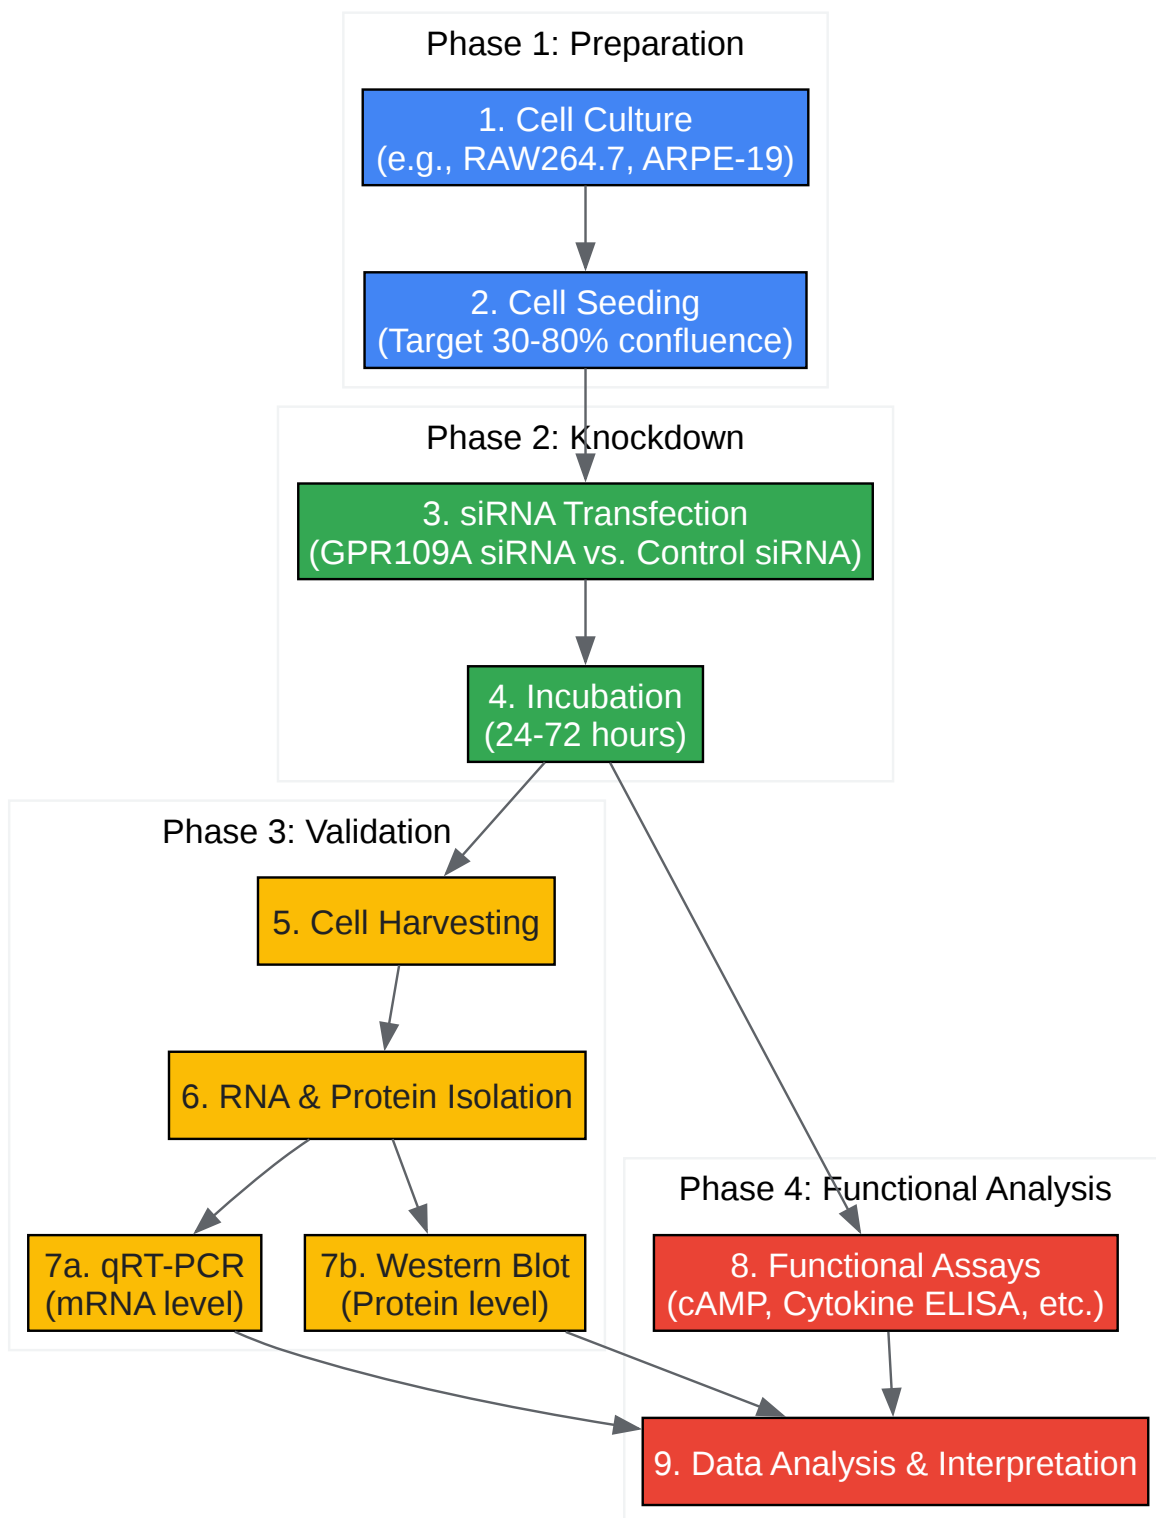 Phase 1: Preparation
1. Cell Culture
(e.g., RAW264.7, ARPE-19)
2. Cell Seeding
(Target 30-80% confluence)
Phase 2: Knockdown
3. siRNA Transfection
(GPR109A siRNA vs. Control siRNA)
4. Incubation
(24-72 hours)
Phase 3: Validation
5. Cell Harvesting
6. RNA & Protein Isolation
7a. qRT-PCR
(mRNA level)
7b. Western Blot
(Protein level)
Phase 4: Functional Analysis
8. Functional Assays
(cAMP, Cytokine ELISA, etc.)
9. Data Analysis & Interpretation